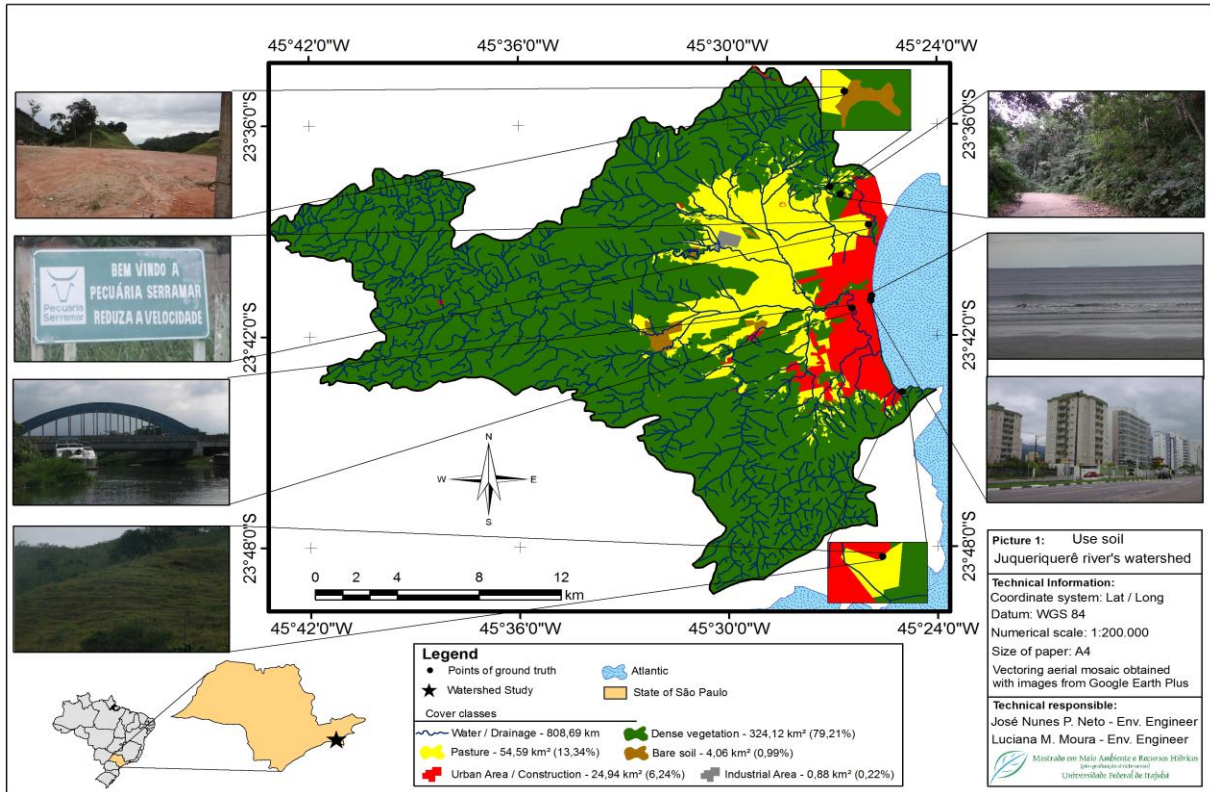 45°42'0"W 45°36'0"W 45°30'0"W 45°24'0"W
23°36'0"S
23°36'0"S
BEM VINDO A
PECUÁRIA SERRAMAR
REDUZA A VELOCIDADE
Pecuária
Serramar
23°42'0"S
23°42'0"S
N
W E
S
23°48'0"S
23°48'0"S
0 2 4 8 12
km
45°42'0"W 45°36'0"W 45°30'0"W 45°24'0"W
Legend
Points of ground truth Atlantic
Watershed Study State of São Paulo
Cover classes
Water / Drainage - 808,69 km Dense vegetation - 324,12 km² (79,21%)
Pasture - 54,59 km² (13,34%) Bare soil - 4,06 km² (0,99%)
Urban Area / Construction - 24,94 km² (6,24%) Industrial Area - 0,88 km² (0,22%)
Picture 1: Use soil
Juqueriquerê river's watershed
Technical Information:
Coordinate system: Lat / Long
Datum: WGS 84
Numerical scale: 1:200.000
Size of paper: A4
Vectoring aerial mosaic obtained
with images from Google Earth Plus
Technical responsible:
José Nunes P. Neto - Env. Engineer
Luciana M. Moura - Env. Engineer
Mestrado em Meio Ambiente e Recursos Hídricos
Universidade Federal de Itajubá